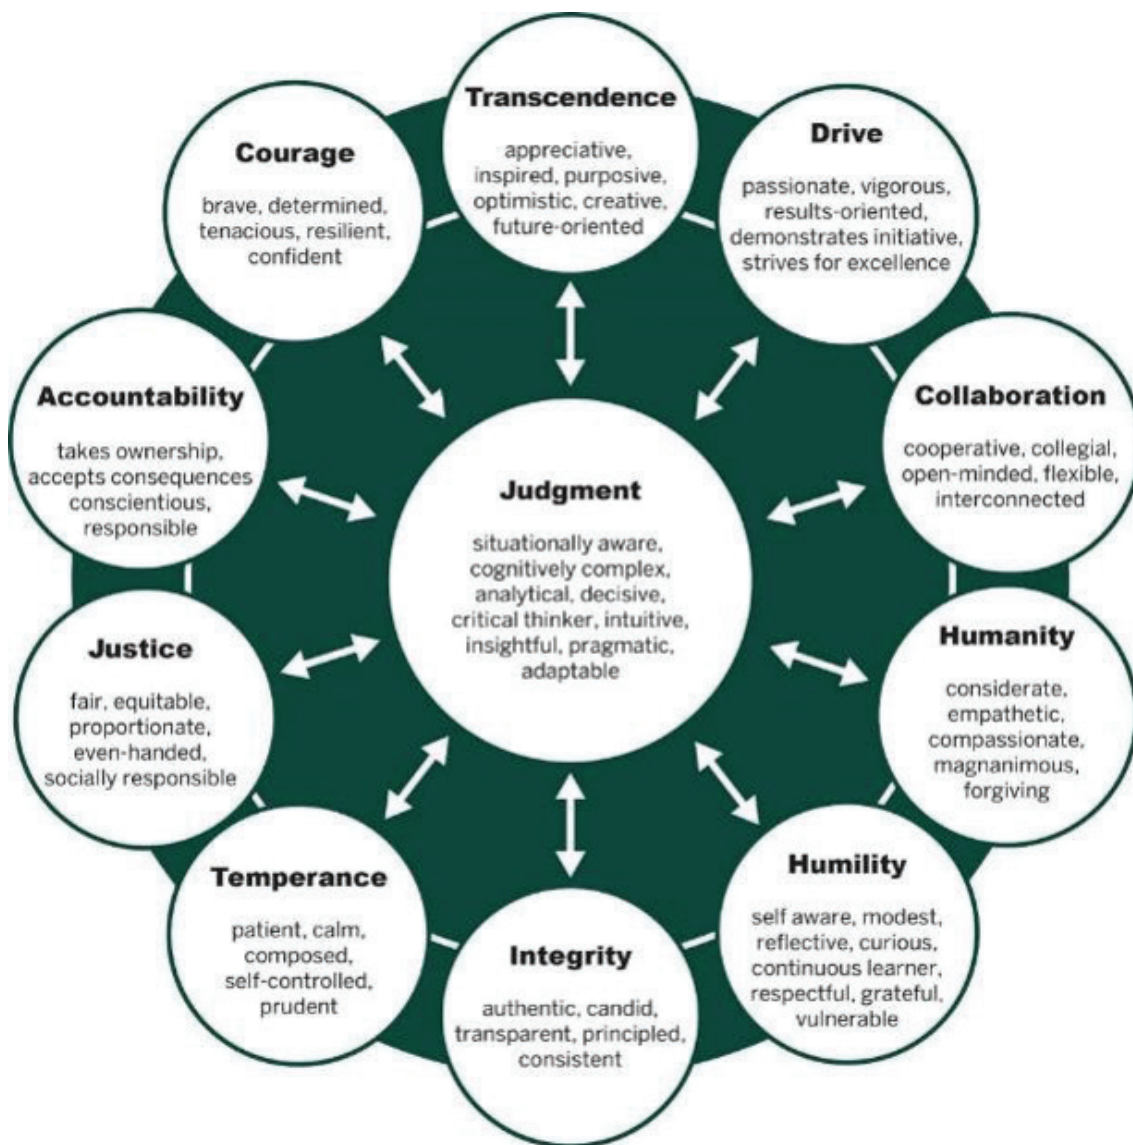 Transcendence
appreciative,
inspired, purposive,
optimistic, creative,
future-oriented
Drive
passionate, vigorous,
results-oriented,
demonstrates initiative,
strives for excellence
Collaboration
cooperative, collegial,
open-minded, flexible,
interconnected
Humanity
considerate,
empathetic,
compassionate,
magnanimous,
forgiving
Humility
self aware, modest,
reflective, curious,
continuous learner,
respectful, grateful,
vulnerable
Integrity
authentic, candid,
transparent, principled,
consistent
Temperance
patient, calm,
composed,
self-controlled,
prudent
Justice
fair, equitable,
proportionate,
even-handed,
socially responsible
Accountability
takes ownership,
accepts consequences
conscientious,
responsible
Courage
brave, determined,
tenacious, resilient,
confident
Judgment
situationally aware,
cognitively complex,
analytical, decisive,
critical thinker, intuitive,
insightful, pragmatic,
adaptable